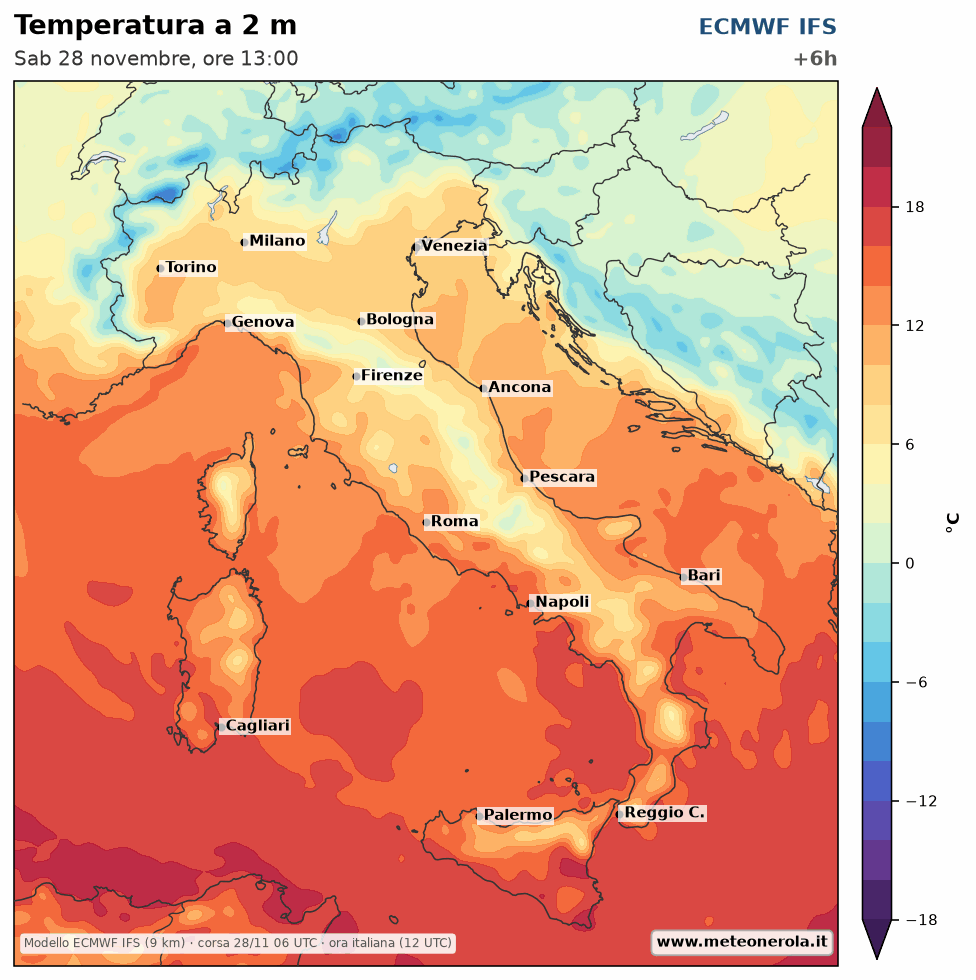 Temperatura a 2 m
ECMWF IFS
Sab 28 novembre, ore 13:00
+6h
Milano
Venezia
Torino
Genova
Bologna
Firenze
Ancona
Pescara
Roma
Bari
Napoli
Cagliari
Palermo
Reggio C.
18
12
6
0
−6
−12
−18
°C
Modello ECMWF IFS (9 km) · corsa 28/11 06 UTC · ora italiana (12 UTC)
www.meteonerola.it